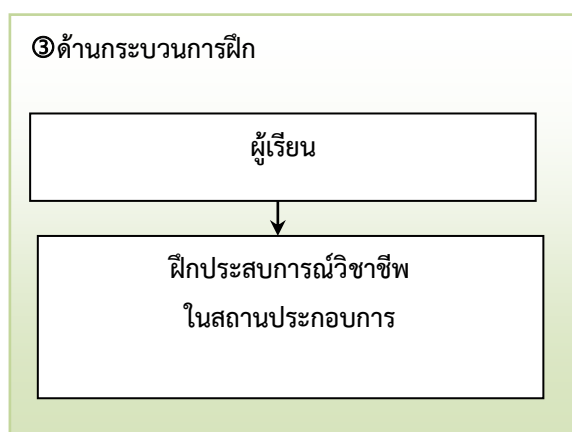 ③ด้านกระบวนการฝึก
ผู้เรียน
ฝึกประสบการณ์วิชาชีพ
ในสถานประกอบการ